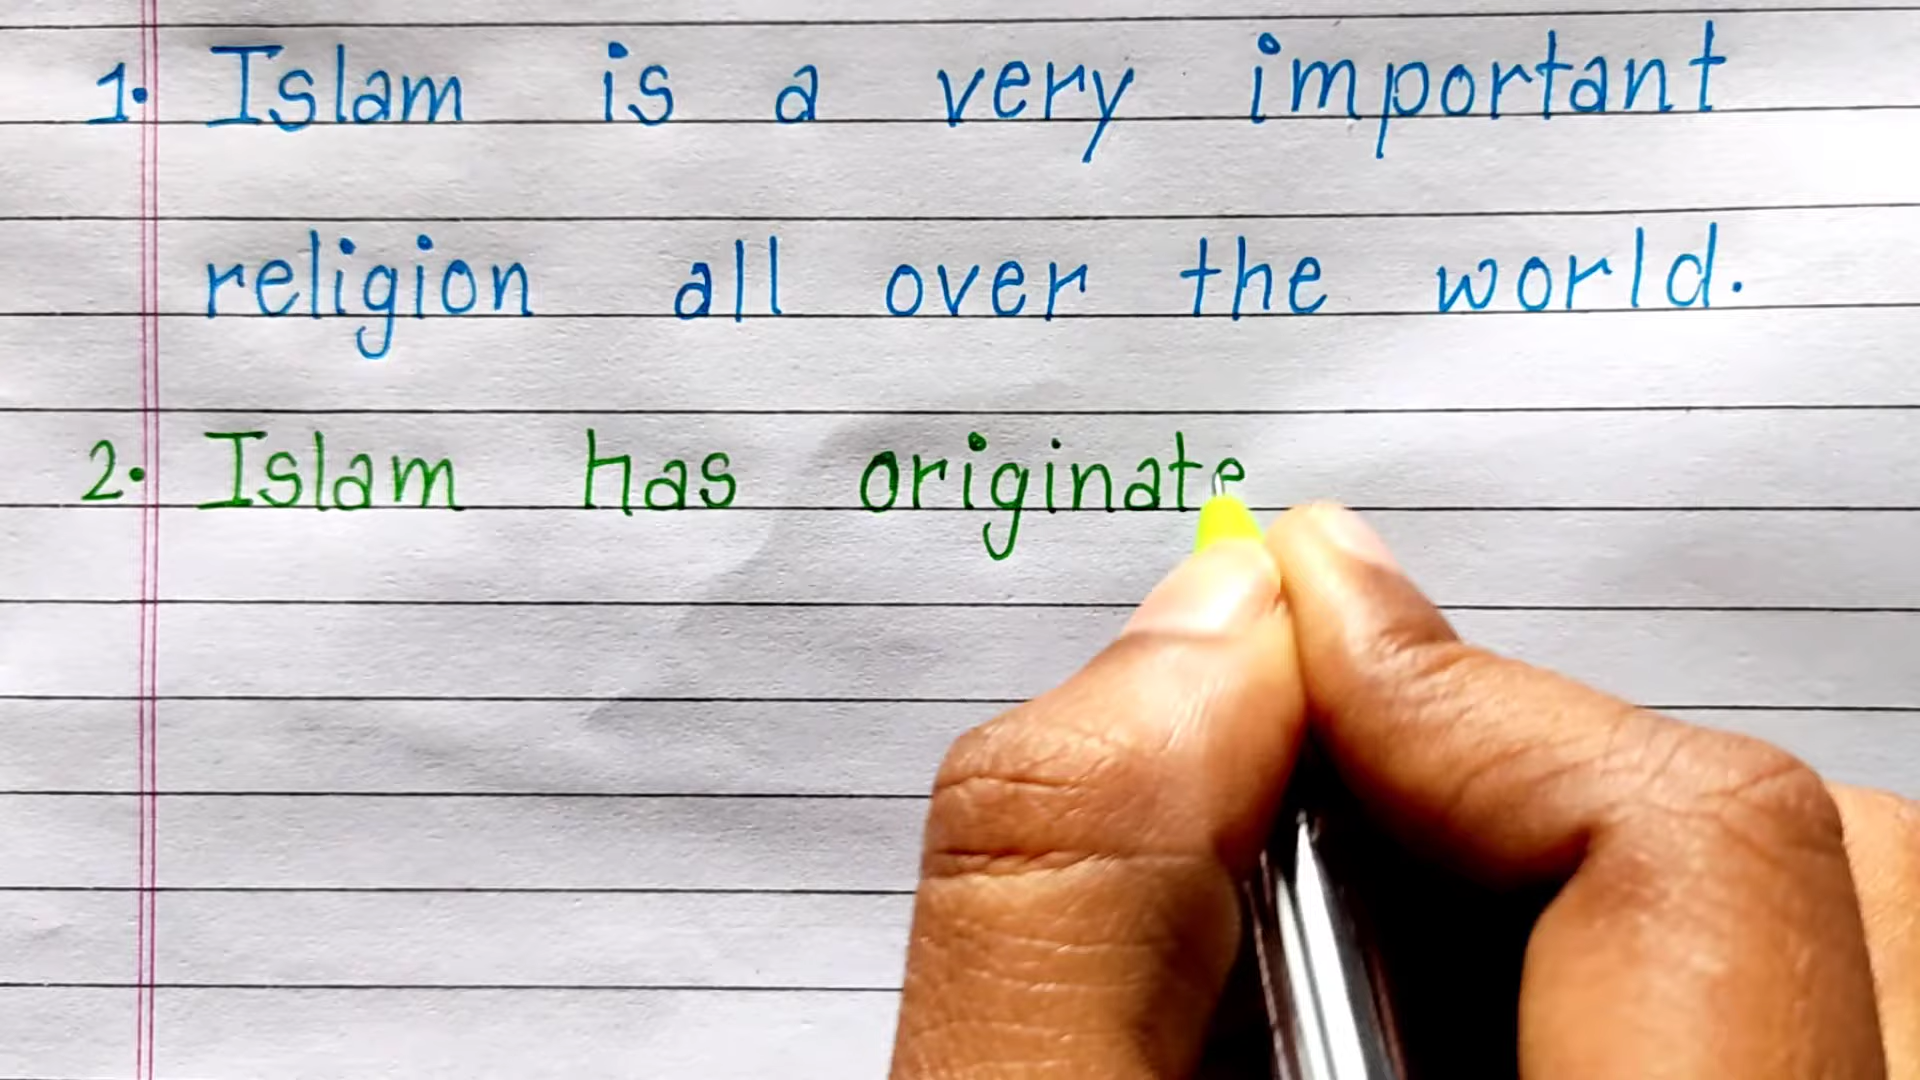 1. Islam is a very important
religion all over the world.
2. Islam has originate